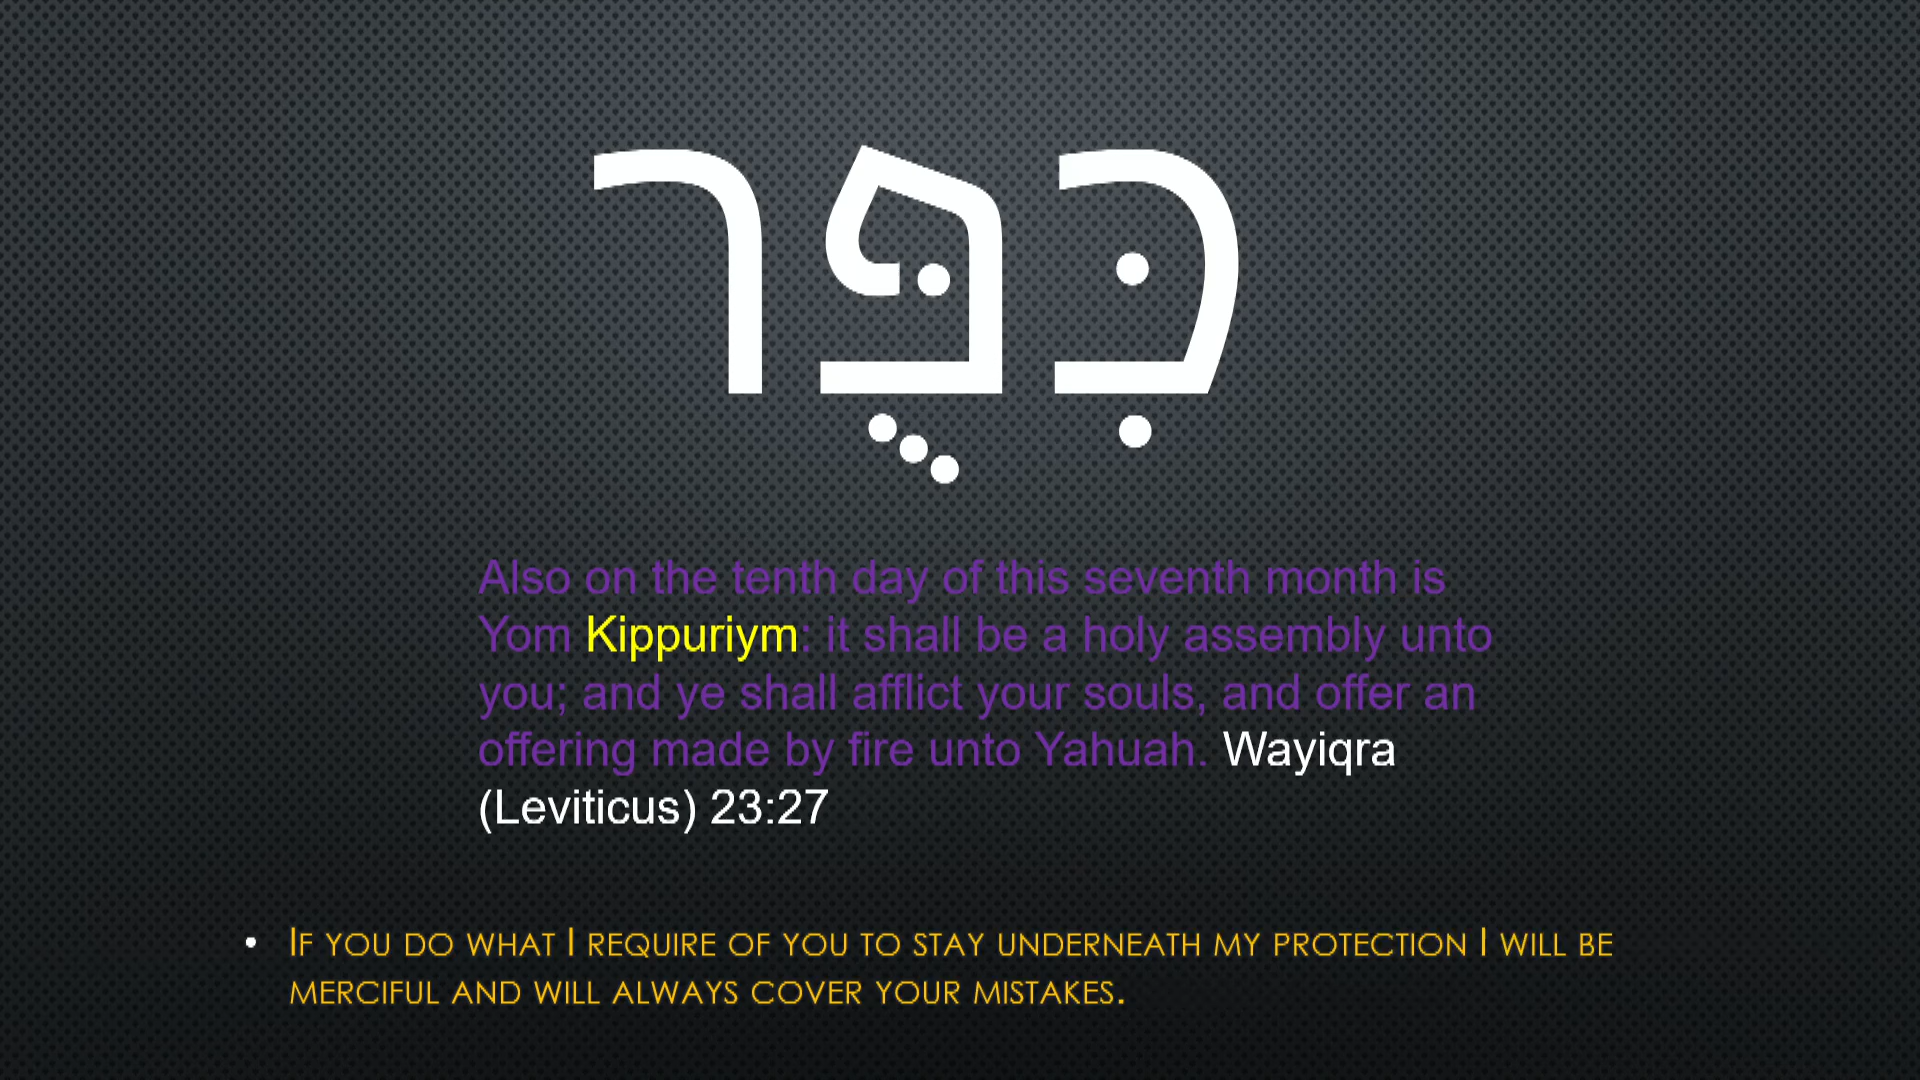 כִּפֻּר
Also on the tenth day of this seventh month is
Yom Kippuriym: it shall be a holy assembly unto
you; and ye shall afflict your souls, and offer an
offering made by fire unto Yahuah. Wayiqra
(Leviticus) 23:27
• If you do what I require of you to stay underneath my protection I will be
merciful and will always cover your mistakes.